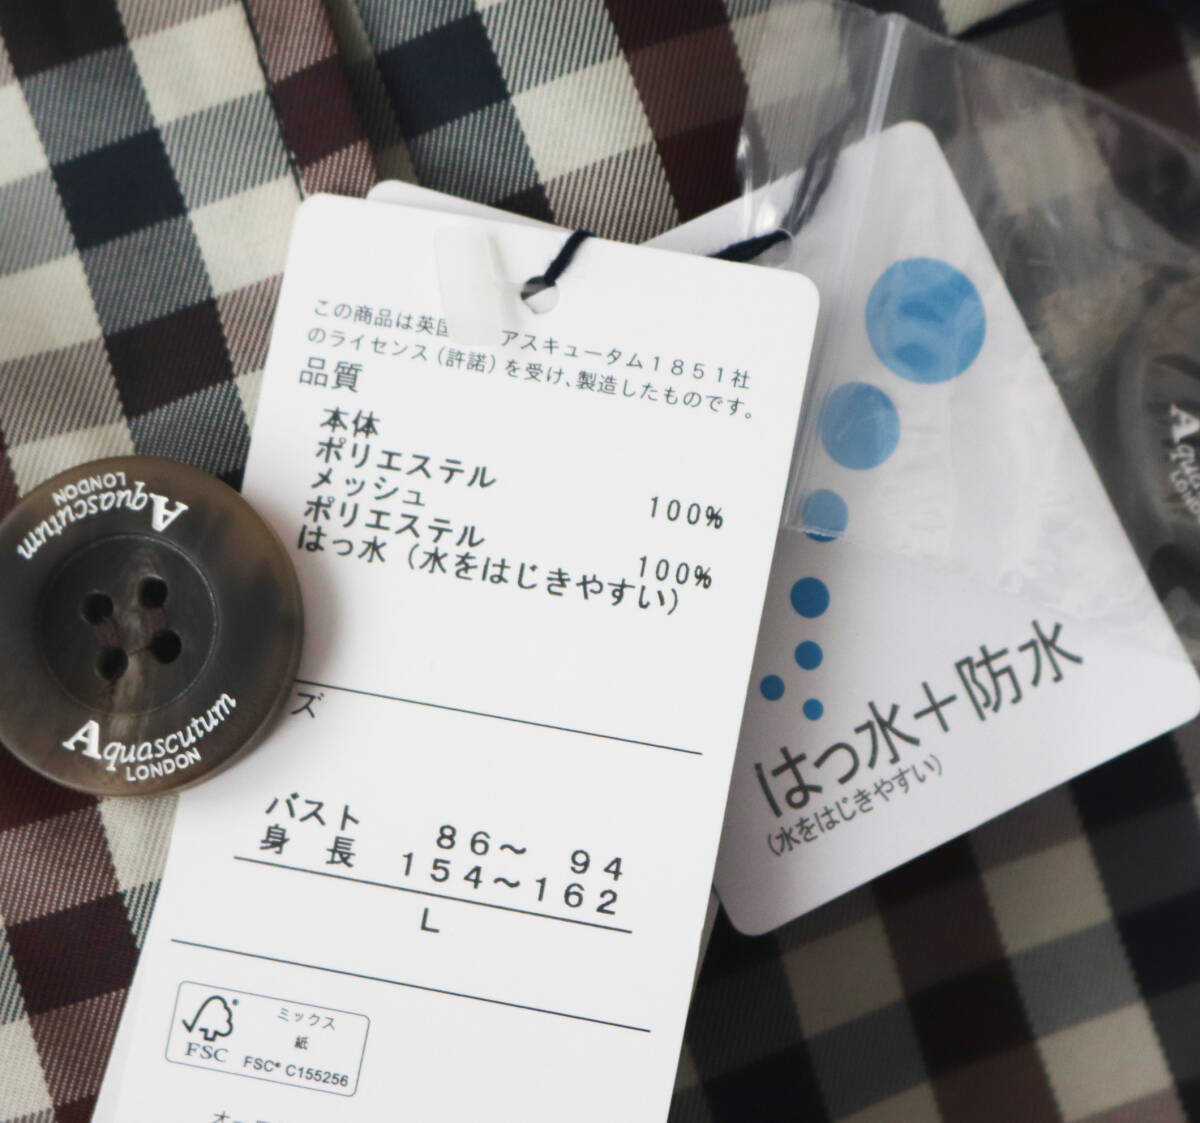 この商品は英国 アスキュータム1851社
のライセンス(許諾)を受け、製造したものです。
品質
本体
ポリエステル 100%
メッシュ
ポリエステル 100%
はっ水(水をはじきやすい)
ズ
バスト 86~ 94
身 長 154~162
L
ミックス
紙
FSC
FSC® C155256
はっ水+防水
(水をはじきやすい)
Aquascutum
LONDON
Aquascutum
LONDON